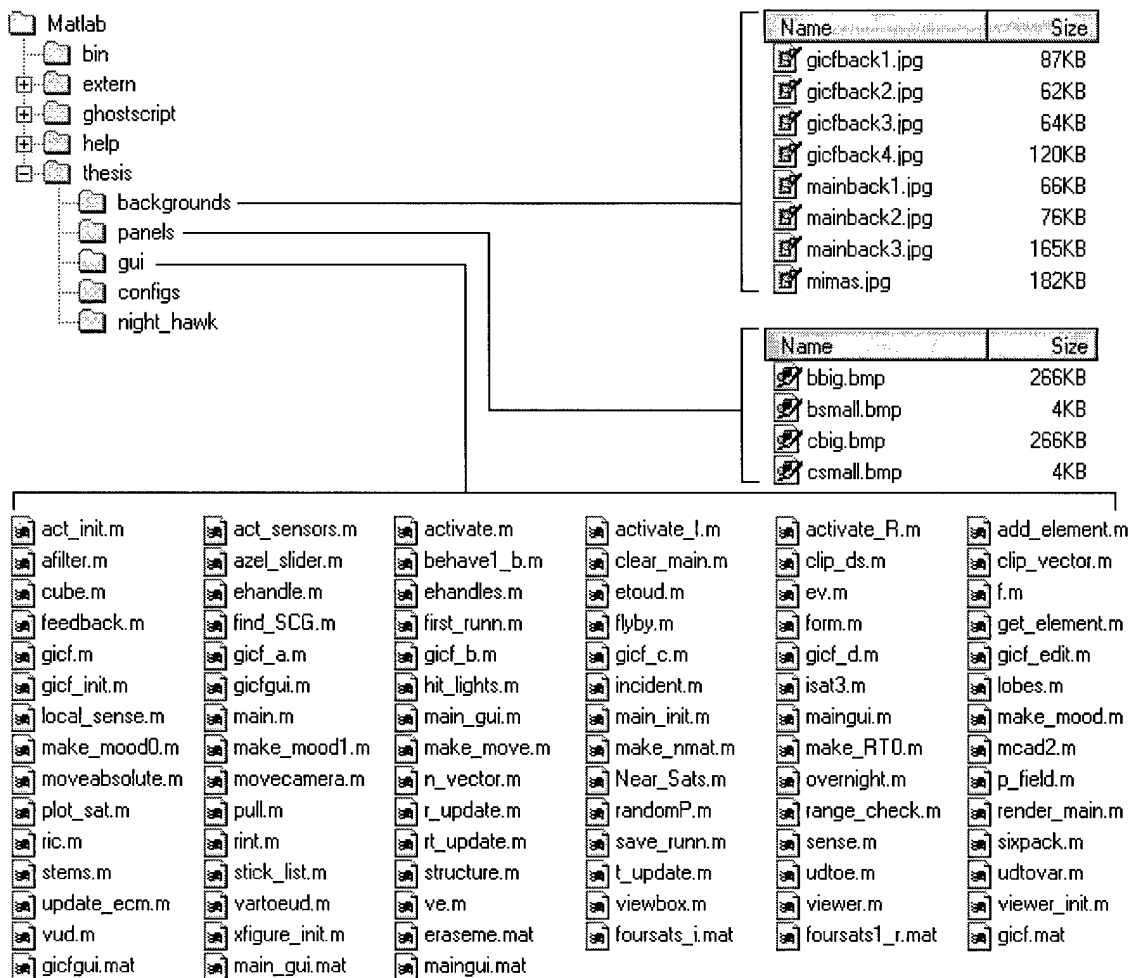 Matlab
bin
extern
ghostscript
help
thesis
backgrounds
panels
gui
configs
night_hawk
Name Size
gicfback1.jpg 87KB
gicfback2.jpg 62KB
gicfback3.jpg 64KB
gicfback4.jpg 120KB
mainback1.jpg 66KB
mainback2.jpg 76KB
mainback3.jpg 165KB
mimas.jpg 182KB
Name Size
bbig.bmp 266KB
bsmall.bmp 4KB
cbig.bmp 266KB
csmall.bmp 4KB
act_init.m act_sensors.m activate.m activate_l.m activate_R.m add_element.m
afilter.m azel_slider.m behave1_b.m clear_main.m clip_ds.m clip_vector.m
cube.m ehandle.m ehandles.m etoud.m ev.m f.m
feedback.m find_SCG.m first_runn.m flyby.m form.m get_element.m
gicf.m gicf_a.m gicf_b.m gicf_c.m gicf_d.m gicf_edit.m
gicf_init.m gicfgui.m hit_lights.m incident.m isat3.m lobes.m
local_sense.m main.m main_gui.m main_init.m maingui.m make_mood.m
make_mood0.m make_mood1.m make_move.m make_nmat.m make_RT0.m mcad2.m
moveabsolute.m movecamera.m n_vector.m Near_Sats.m overnight.m p_field.m
plot_sat.m pull.m r_update.m randomP.m range_check.m render_main.m
ric.m rint.m rt_update.m save_runn.m sense.m sixpack.m
stems.m stick_list.m structure.m t_update.m udtoe.m udtovar.m
update_ecm.m vartoeud.m ve.m viewbox.m viewer.m viewer_init.m
vud.m xfigure_init.m eraseme.mat foursats_i.mat foursats1_r.mat gicf.mat
gicfgui.mat main_gui.mat maingui.mat